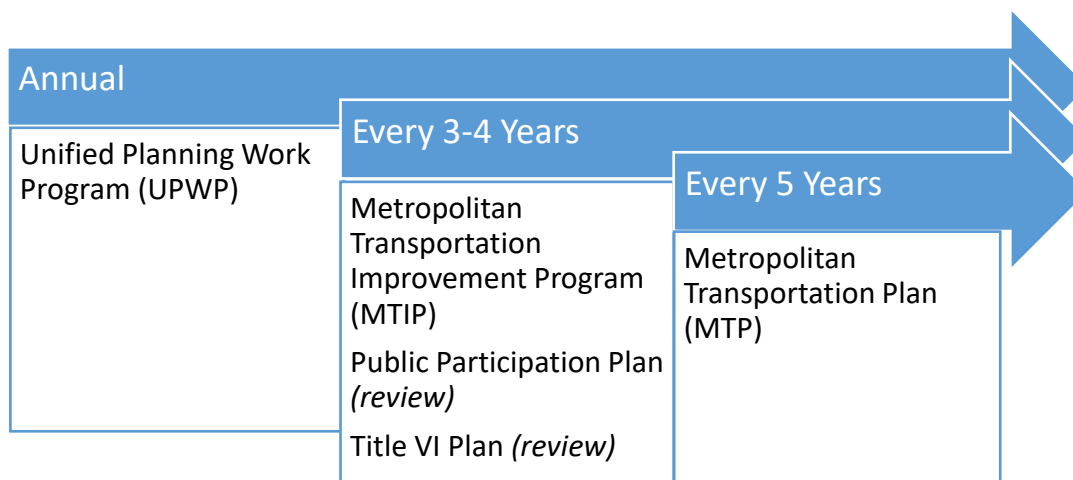 Annual
Unified Planning Work
Program (UPWP)
Every 3-4 Years
Metropolitan
Transportation
Improvement Program
(MTIP)
Public Participation Plan
(review)
Title VI Plan (review)
Every 5 Years
Metropolitan
Transportation Plan
(MTP)